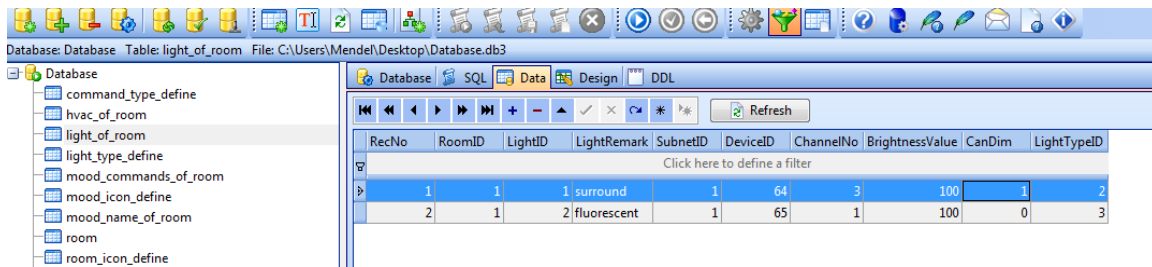 Database: Database Table: light_of_room File: C:\Users\Mendel\Desktop\Database.db3
Database
command_type_define
hvac_of_room
light_of_room
light_type_define
mood_commands_of_room
mood_icon_define
mood_name_of_room
room
room_icon_define
Database SQL Data Design DDL
Refresh
RecNo RoomID LightID LightRemark SubnetID DeviceID ChannelNo BrightnessValue CanDim LightTypeID
Click here to define a filter
1 1 1 surround 1 64 3 100 1 2
2 1 2 fluorescent 1 65 1 100 0 3